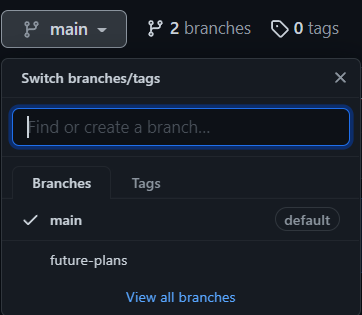 main 2 branches 0 tags
Switch branches/tags
Find or create a branch...
Branches Tags
main default
future-plans
View all branches